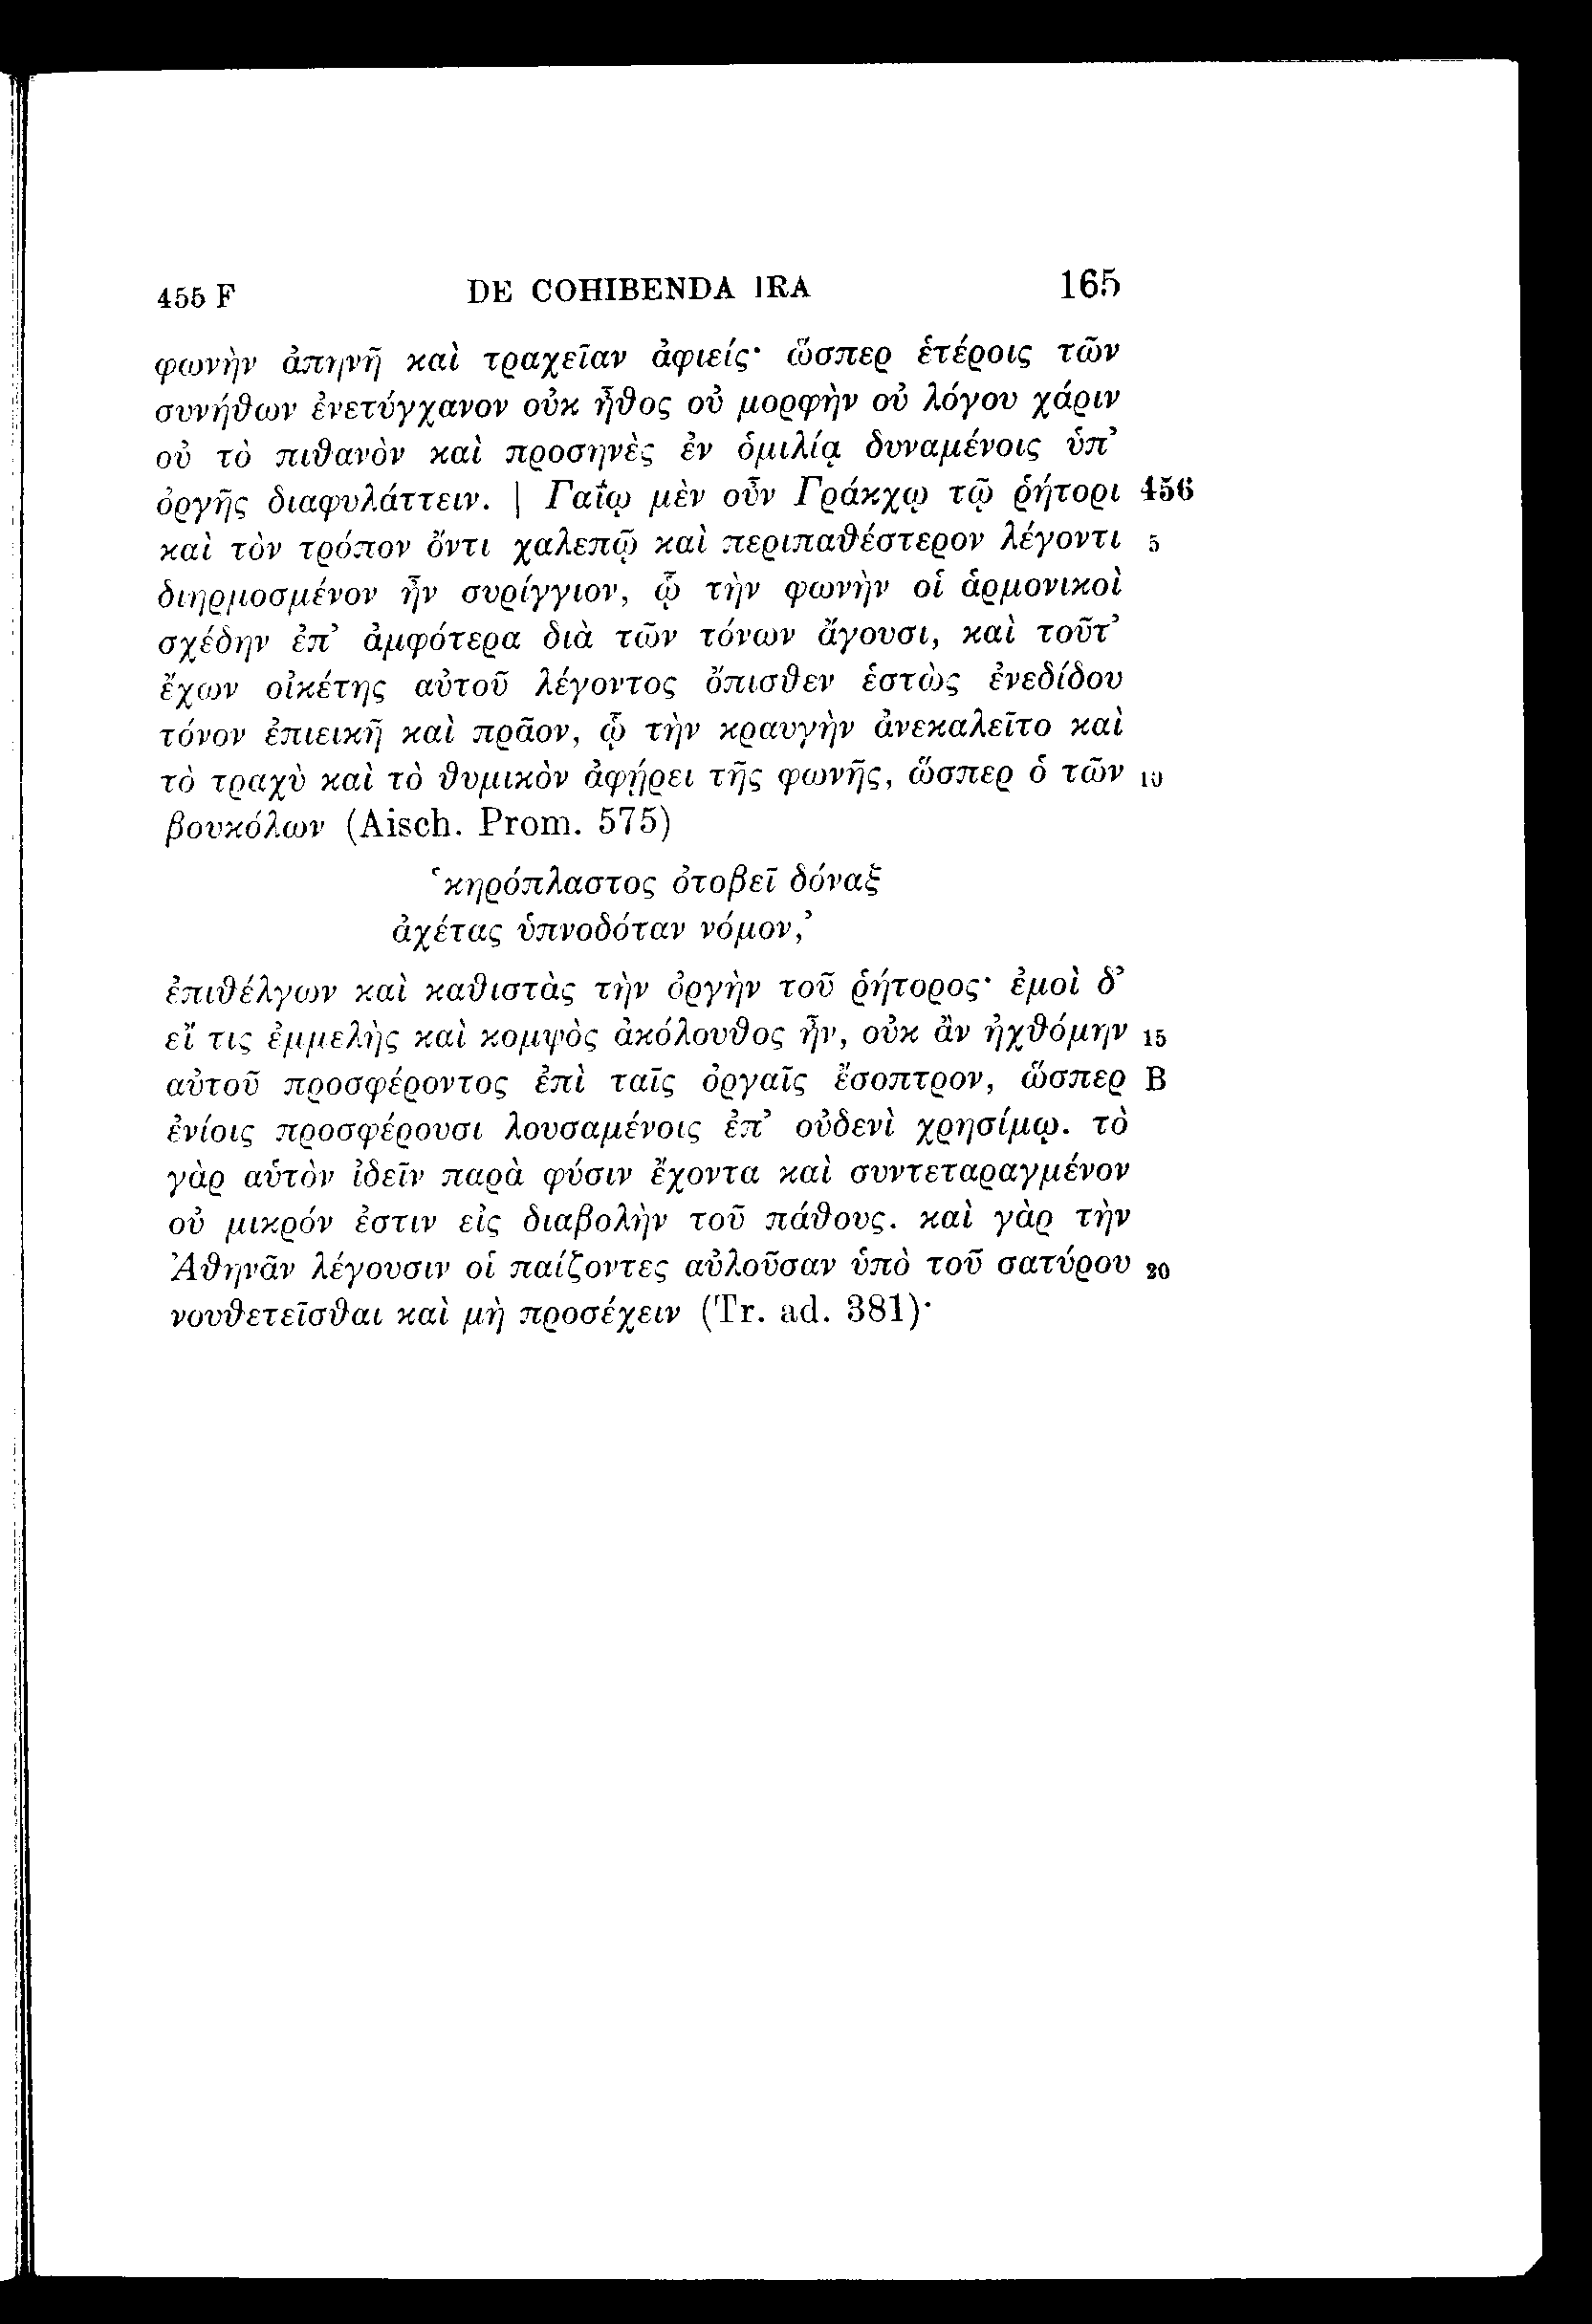 455 F DE COHIBENDA IRA 165
φωνὴν ἀπηνῆ καὶ τραχεῖαν ἀφιείς· ὥσπερ ἑτέροις τῶν
συνήθων ἐνετύγχανον οὐκ ἦθος οὐ μορφὴν οὐ λόγου χάριν
οὐ τὸ πιθανὸν καὶ προσηνὲς ἐν ὁμιλίᾳ δυναμένοις ὑπ’
ὀργῆς διαφυλάττειν. | Γαΐῳ μὲν οὖν Γράκχῳ τῷ ῥήτορι 456
καὶ τὸν τρόπον ὄντι χαλεπῷ καὶ περιπαθέστερον λέγοντι 5
διηρμοσμένον ἦν συρίγγιον, ᾧ τὴν φωνὴν οἱ ἁρμονικοὶ
σχέδην ἐπ’ ἀμφότερα διὰ τῶν τόνων ἄγουσι, καὶ τοῦτ’
ἔχων οἰκέτης αὐτοῦ λέγοντος ὄπισθεν ἑστὼς ἐνεδίδου
τόνον ἐπιεικῆ καὶ πρᾶον, ᾧ τὴν κραυγὴν ἀνεκαλεῖτο καὶ
τὸ τραχὺ καὶ τὸ θυμικὸν ἀφῄρει τῆς φωνῆς, ὥσπερ ὁ τῶν 10
βουκόλων (Aisch. Prom. 575)
‘κηρόπλαστος ὀτοβεῖ δόναξ
ἀχέτας ὑπνοδόταν νόμον,’
ἐπιθέλγων καὶ καθιστὰς τὴν ὀργὴν τοῦ ῥήτορος· ἐμοὶ δ’
εἴ τις ἐμμελὴς καὶ κομψὸς ἀκόλουθος ἦν, οὐκ ἂν ἠχθόμην 15
αὐτοῦ προσφέροντος ἐπὶ ταῖς ὀργαῖς ἔσοπτρον, ὥσπερ B
ἐνίοις προσφέρουσι λουσαμένοις ἐπ’ οὐδενὶ χρησίμῳ. τὸ
γὰρ αὑτὸν ἰδεῖν παρὰ φύσιν ἔχοντα καὶ συντεταραγμένον
οὐ μικρόν ἐστιν εἰς διαβολὴν τοῦ πάθους. καὶ γὰρ τὴν
Ἀθηνᾶν λέγουσιν οἱ παίζοντες αὐλοῦσαν ὑπὸ τοῦ σατύρου 20
νουθετεῖσθαι καὶ μὴ προσέχειν (Tr. ad. 381)·